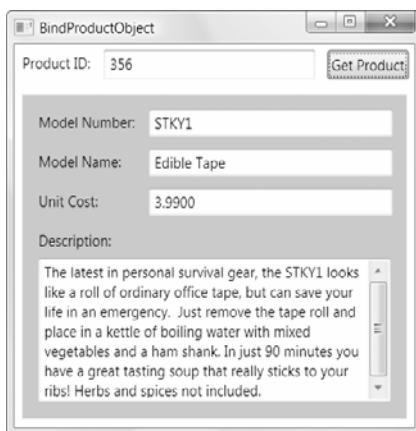 BindProductObject
Product ID: 356 Get Product
Model Number: STKY1
Model Name: Edible Tape
Unit Cost: 3.9900
Description:
The latest in personal survival gear, the STKY1 looks
like a roll of ordinary office tape, but can save your
life in an emergency.  Just remove the tape roll and
place in a kettle of boiling water with mixed
vegetables and a ham shank. In just 90 minutes you
have a great tasting soup that really sticks to your
ribs! Herbs and spices not included.